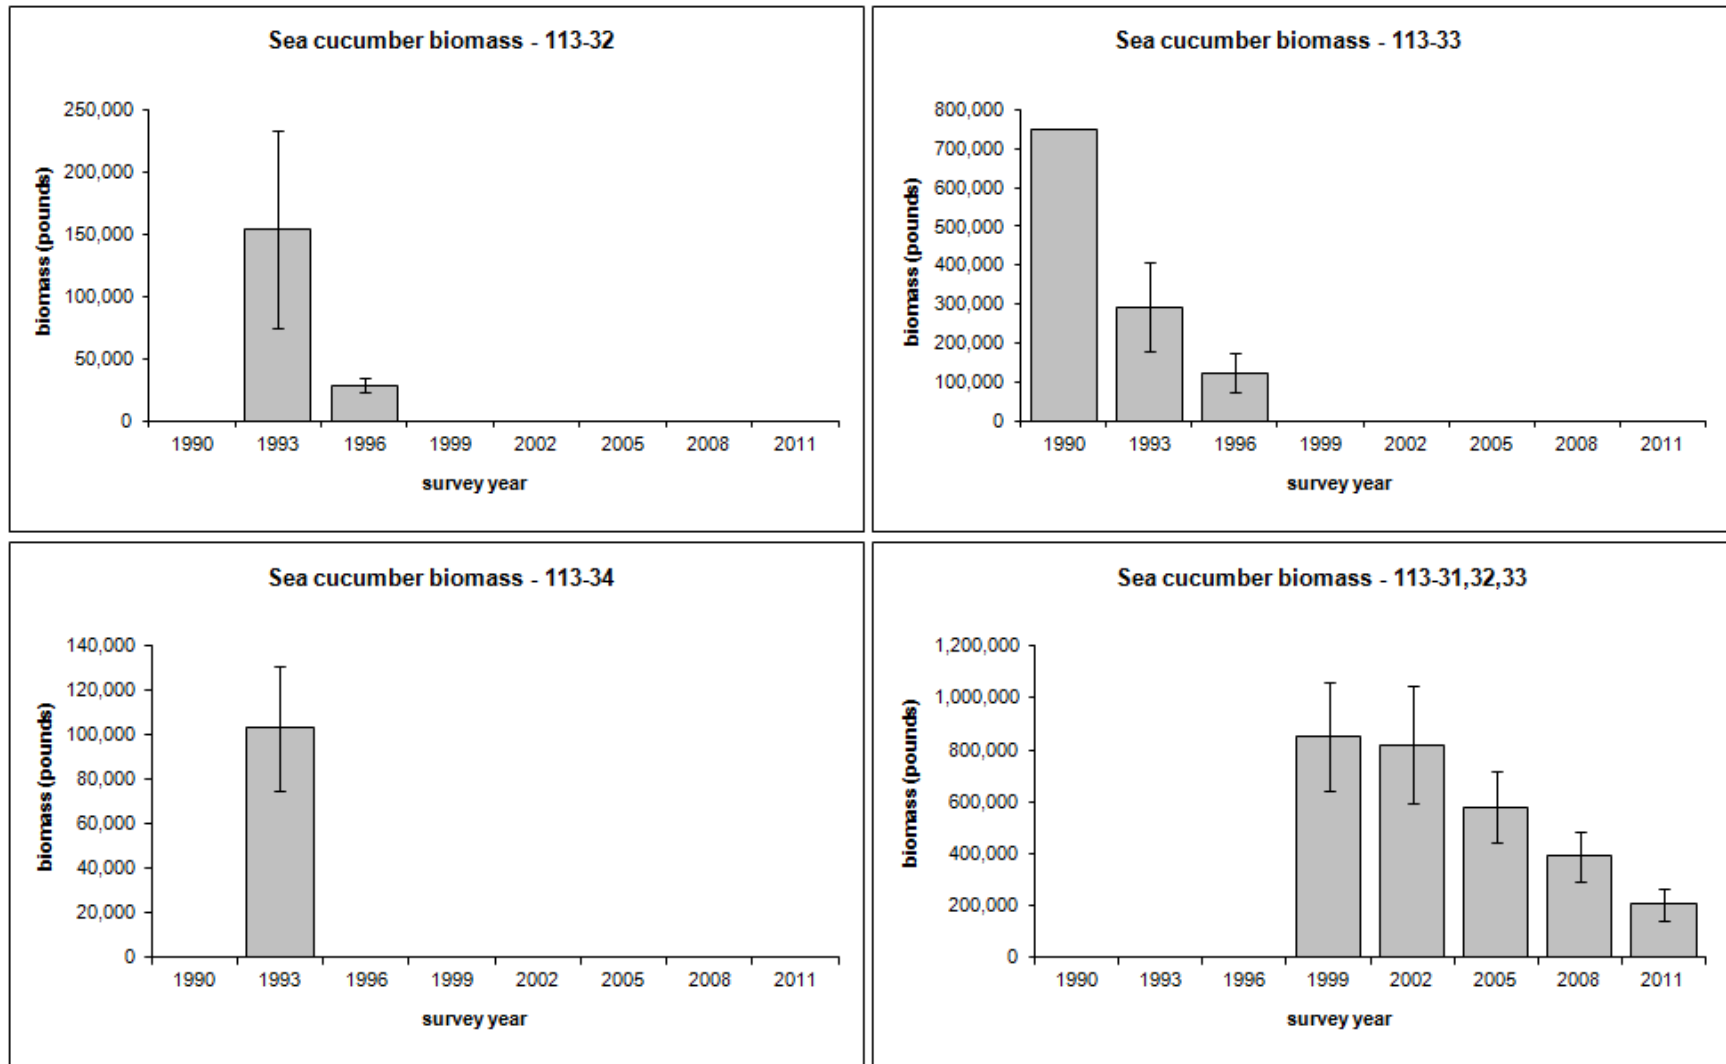 Sea cucumber biomass - 113-32
250,000
200,000
150,000
100,000
50,000
0
biomass (pounds)
1990 1993 1996 1999 2002 2005 2008 2011
survey year
Sea cucumber biomass - 113-33
800,000
700,000
600,000
500,000
400,000
300,000
200,000
100,000
0
biomass (pounds)
1990 1993 1996 1999 2002 2005 2008 2011
survey year
Sea cucumber biomass - 113-34
140,000
120,000
100,000
80,000
60,000
40,000
20,000
0
biomass (pounds)
1990 1993 1996 1999 2002 2005 2008 2011
survey year
Sea cucumber biomass - 113-31,32,33
1,200,000
1,000,000
800,000
600,000
400,000
200,000
0
biomass (pounds)
1990 1993 1996 1999 2002 2005 2008 2011
survey year